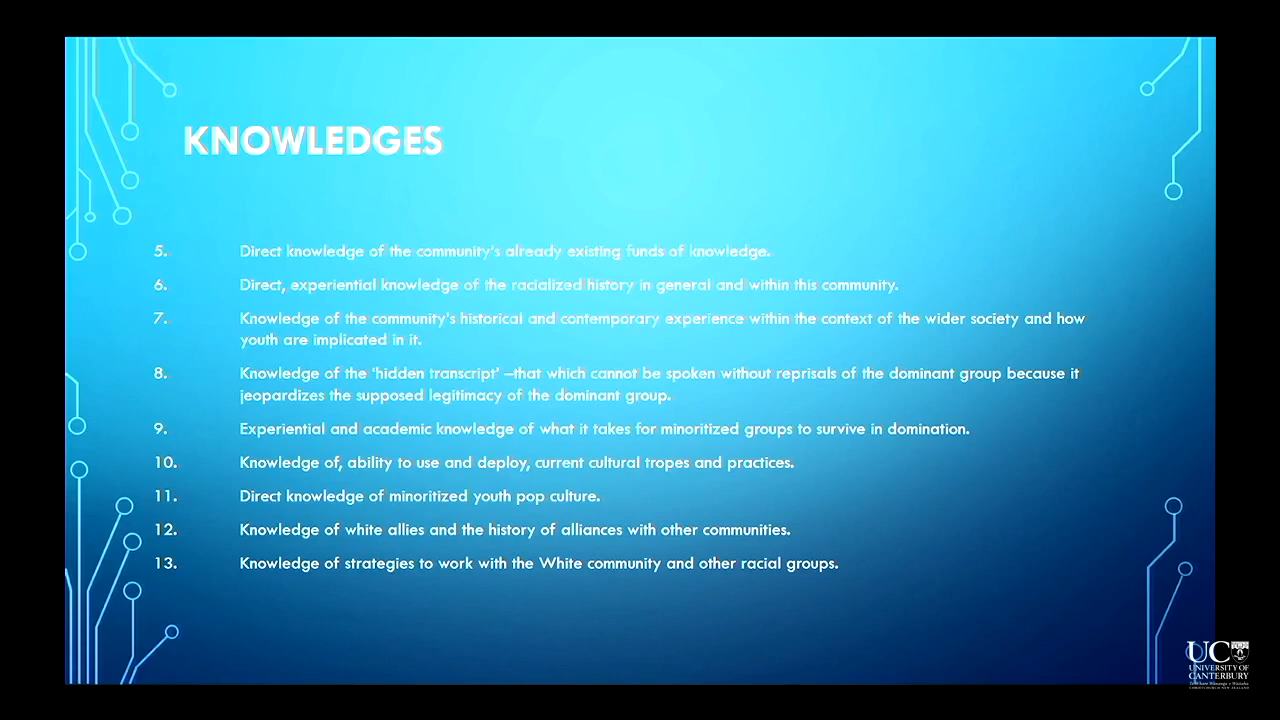 KNOWLEDGES
5. Direct knowledge of the community's already existing funds of knowledge.
6. Direct, experiential knowledge of the racialized history in general and within this community.
7. Knowledge of the community's historical and contemporary experience within the context of the wider society and how
youth are implicated in it.
8. Knowledge of the 'hidden transcript' –that which cannot be spoken without reprisals of the dominant group because it
jeopardizes the supposed legitimacy of the dominant group.
9. Experiential and academic knowledge of what it takes for minoritized groups to survive in domination.
10. Knowledge of, ability to use and deploy, current cultural tropes and practices.
11. Direct knowledge of minoritized youth pop culture.
12. Knowledge of white allies and the history of alliances with other communities.
13. Knowledge of strategies to work with the White community and other racial groups.
UC
UNIVERSITY OF
CANTERBURY
Te Whare Wānanga o Waitaha
CHRISTCHURCH NEW ZEALAND